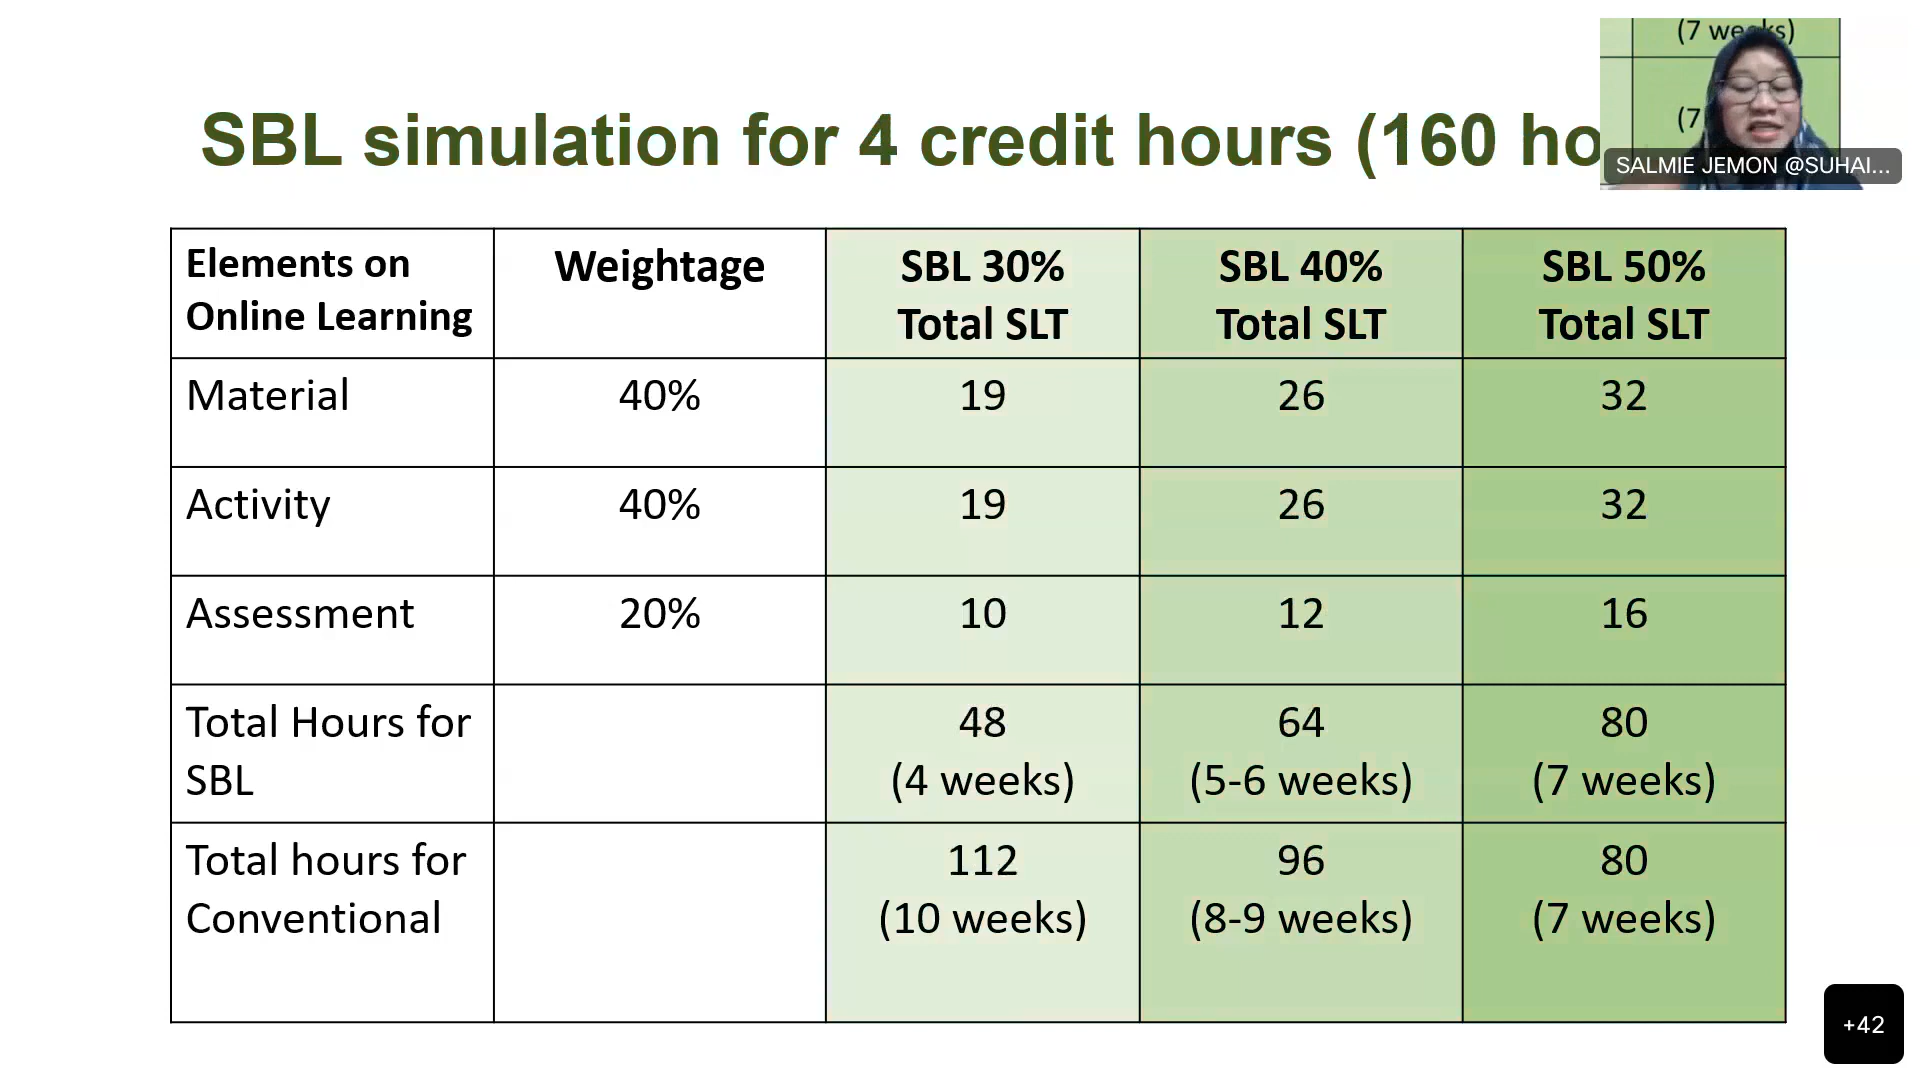 SBL simulation for 4 credit hours (160 ho
(7 weeks)
(7
SALMIE JEMON @SUHAI...
Elements on Online Learning
Weightage
SBL 30% Total SLT
SBL 40% Total SLT
SBL 50% Total SLT
Material
40%
19
26
32
Activity
40%
19
26
32
Assessment
20%
10
12
16
Total Hours for SBL
48 (4 weeks)
64 (5-6 weeks)
80 (7 weeks)
Total hours for Conventional
112 (10 weeks)
96 (8-9 weeks)
80 (7 weeks)
+42